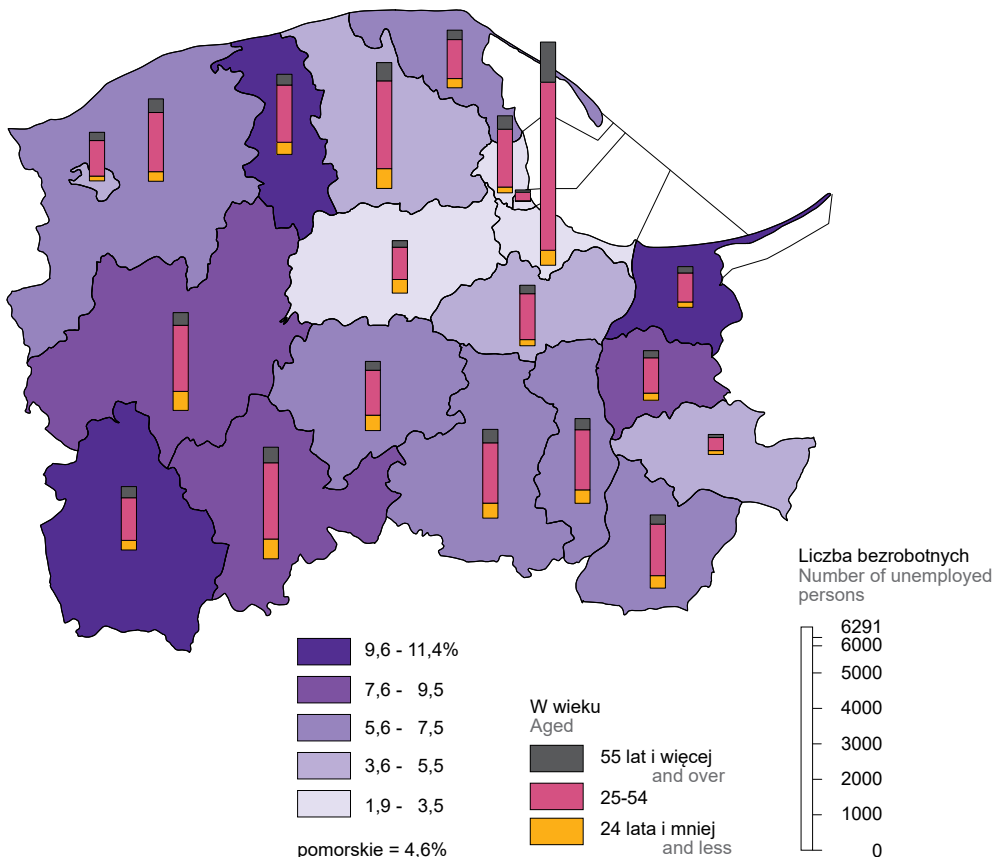 Liczba bezrobotnych
Number of unemployed
persons
6291
6000
5000
4000
3000
2000
1000
0
9,6 - 11,4%
7,6 - 9,5
5,6 - 7,5
3,6 - 5,5
1,9 - 3,5
pomorskie = 4,6%
W wieku
Aged
55 lat i więcej
and over
25-54
24 lata i mniej
and less